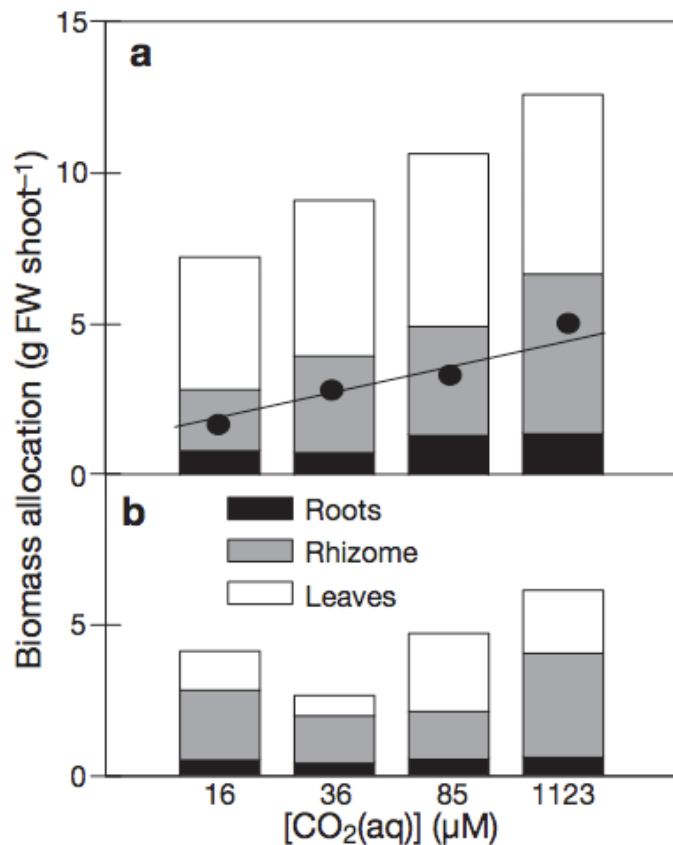 15
a
10
5
0
Biomass allocation (g FW shoot⁻¹)
b
Roots
Rhizome
Leaves
5
0
16 36 85 1123
[CO₂(aq)] (µM)